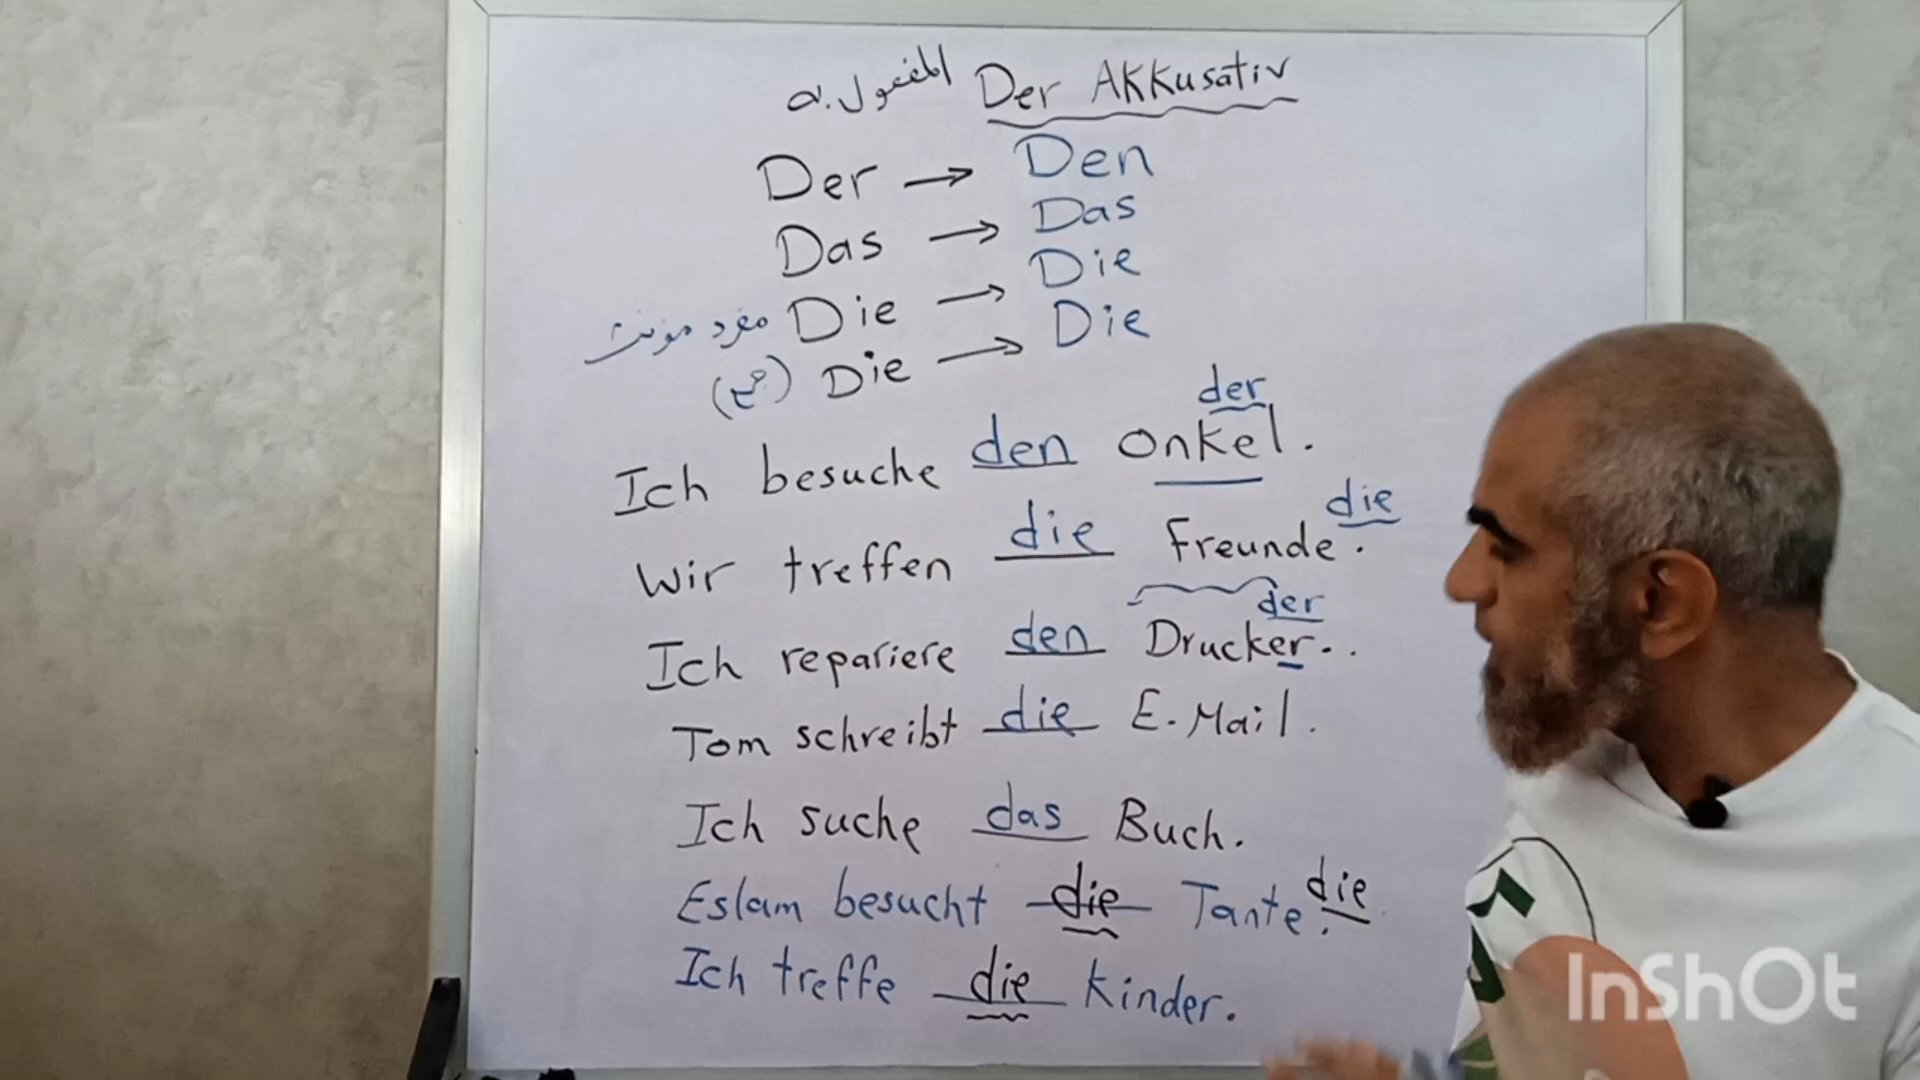 Der AKKusativ المفعول به
Der → Den
Das → Das
مفرد مؤنث Die → Die
(جمع) Die → Die
der
Ich besuche den onkel.
die
Wir treffen die Freunde.
der
Ich repariere den Drucker..
Tom schreibt die E-Mail.
Ich suche das Buch.
Eslam besucht die Tante. die
Ich treffe die Kinder.
InShOt